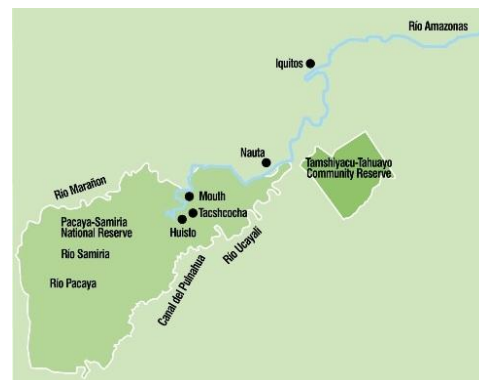 Río Amazonas
Iquitos
Nauta
Tamshiyacu-Tahuayo
Community Reserve
Río Marañon
Mouth
Pacaya-Samiria
National Reserve
Tacshcocha
Huisto
Río Ucayali
Río Samiria
Río Pacaya
Canal del Puinahua